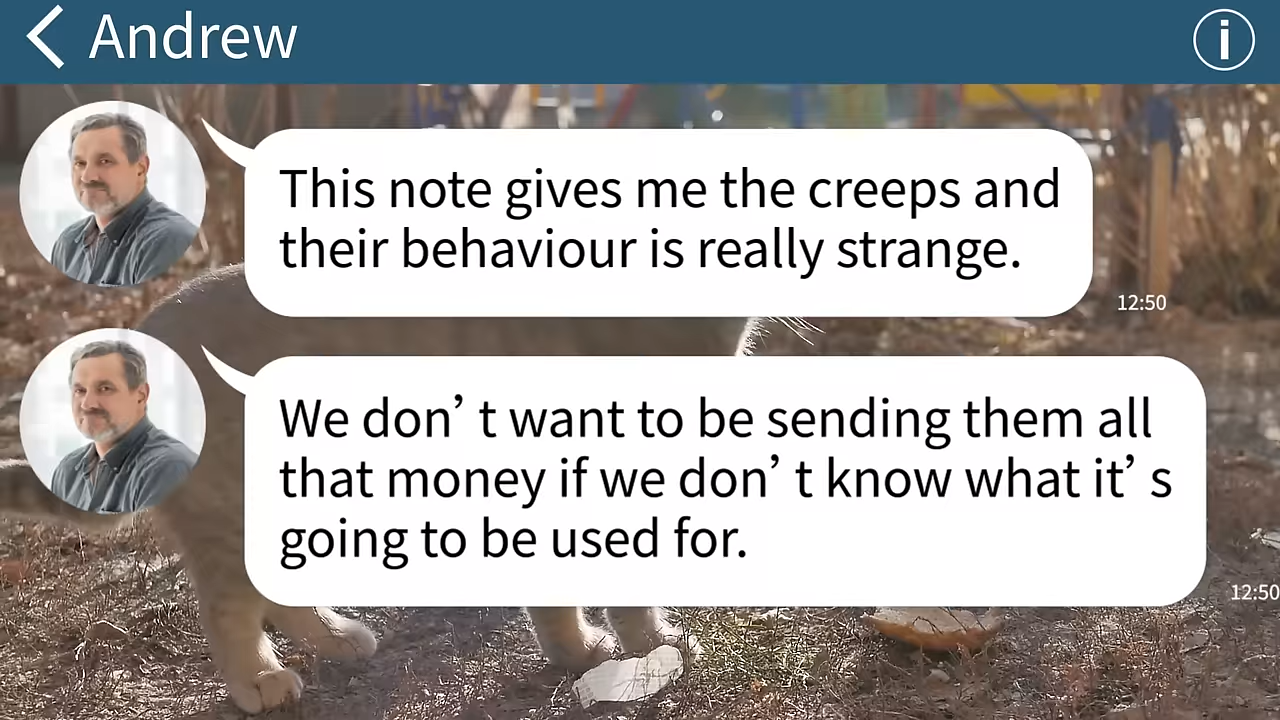 Andrew
This note gives me the creeps and
their behaviour is really strange.
12:50
We don’t want to be sending them all
that money if we don’t know what it’s
going to be used for.
12:50